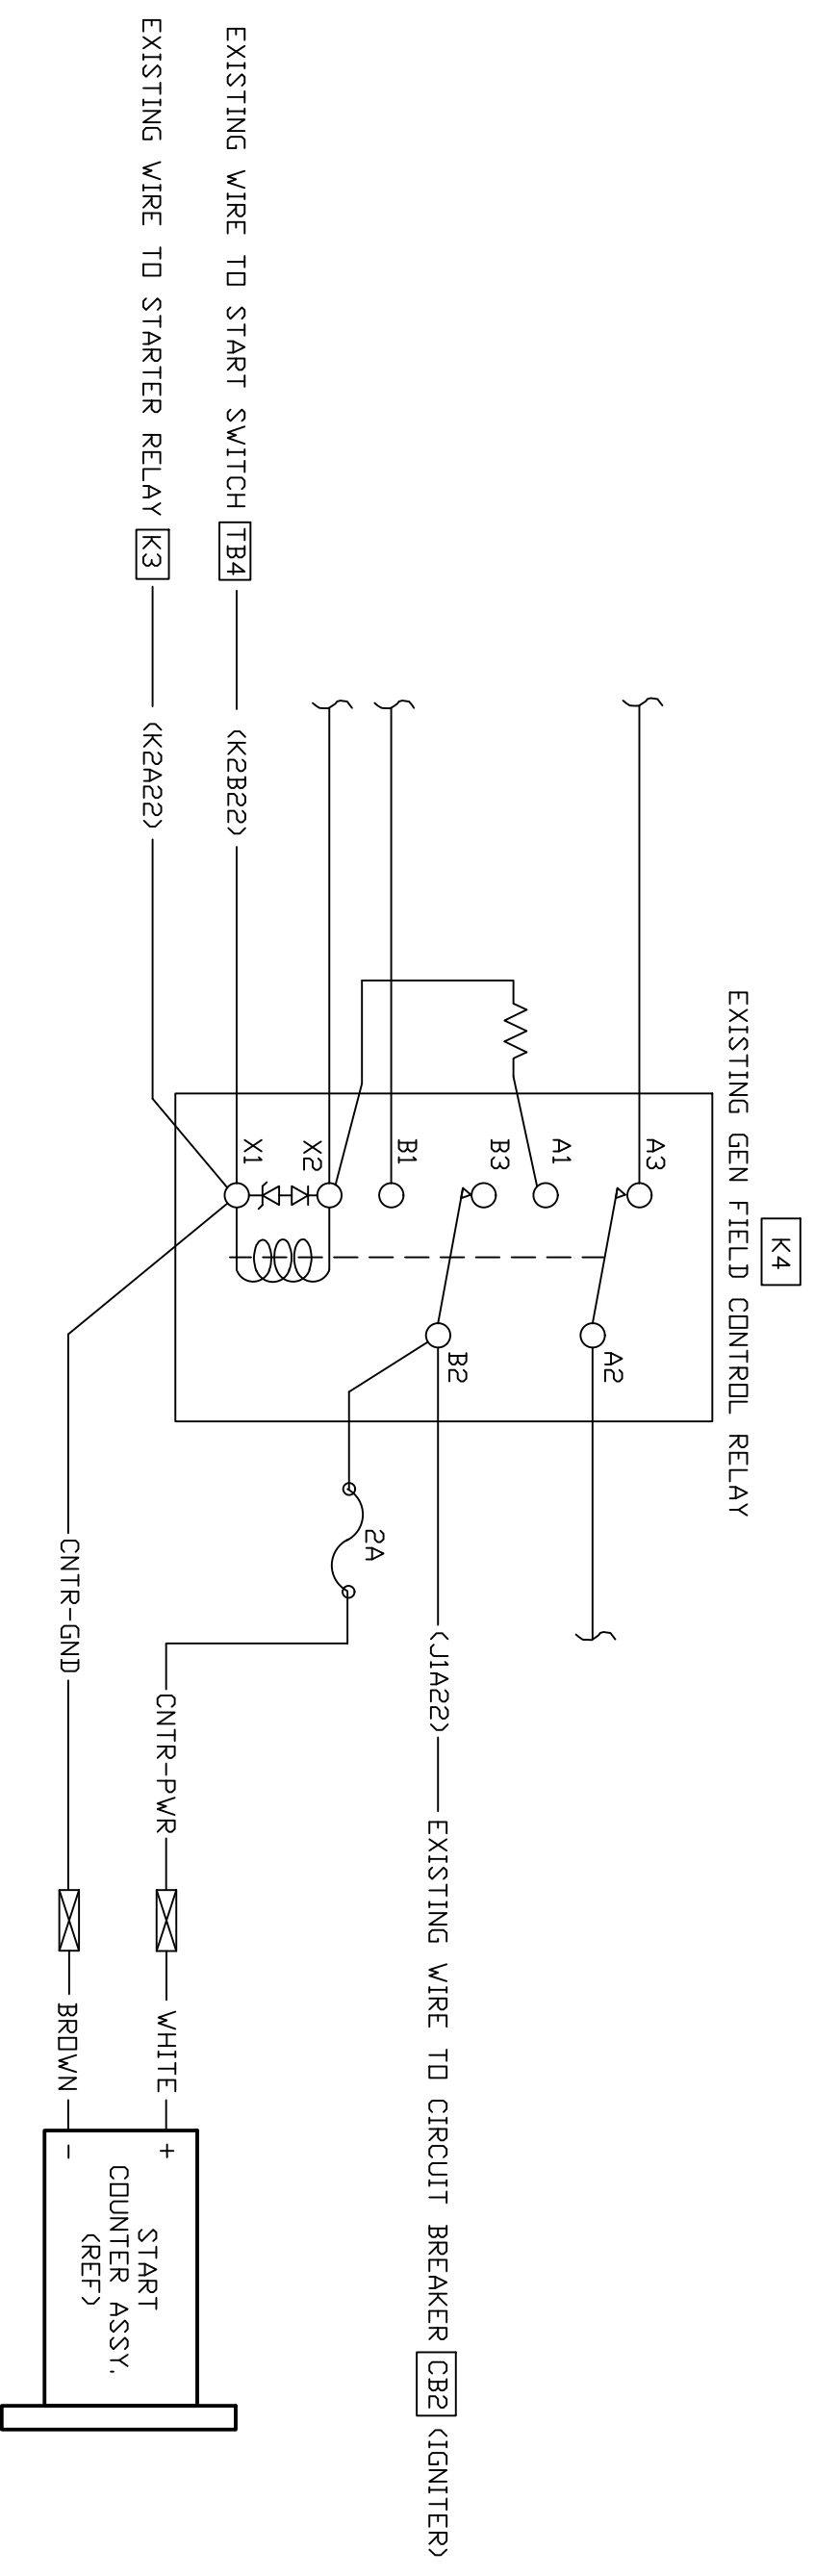 K4
EXISTING GEN FIELD CONTROL RELAY
A3
A2
A1
B3
B2
B1
X2
X1
2A
(J1A22)
EXISTING WIRE TO CIRCUIT BREAKER CB2 (IGNITER)
EXISTING WIRE TO START SWITCH TB4
(K2B22)
EXISTING WIRE TO STARTER RELAY K3
(K2A22)
CNTR-PWR
WHITE
CNTR-GND
BROWN
+
-
START
COUNTER ASSY.
(REF)